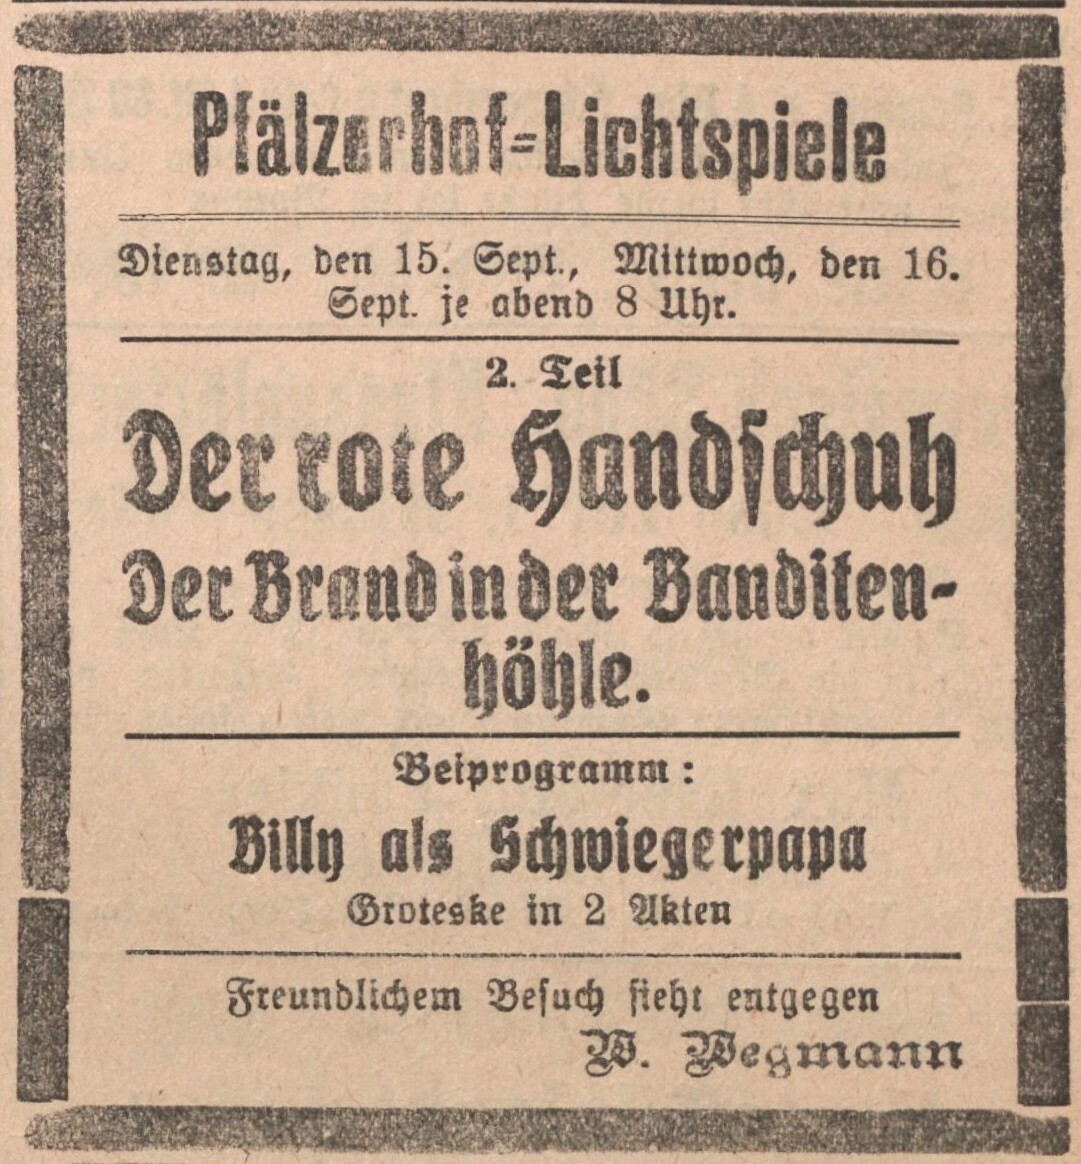 Pfälzerhof=Lichtspiele
Dienstag, den 15. Sept., Mittwoch, den 16.
Sept. je abend 8 Uhr.
2. Teil
Der rote Handschuh
Der Brand in der Banditen-
höhle.
Beiprogramm:
Billy als Schwiegerpapa
Groteske in 2 Akten
Freundlichem Besuch sieht entgegen
W. Wegmann